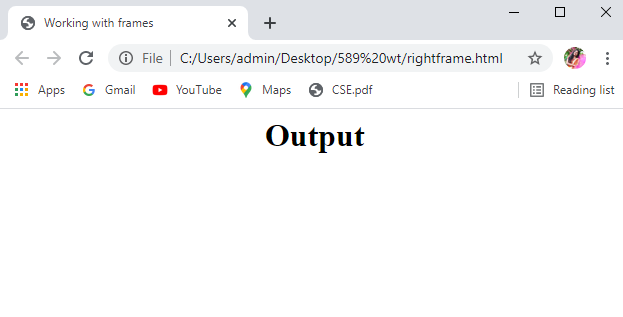 Working with frames
File C:/Users/admin/Desktop/589%20wt/rightframe.html
Apps Gmail YouTube Maps CSE.pdf Reading list
Output